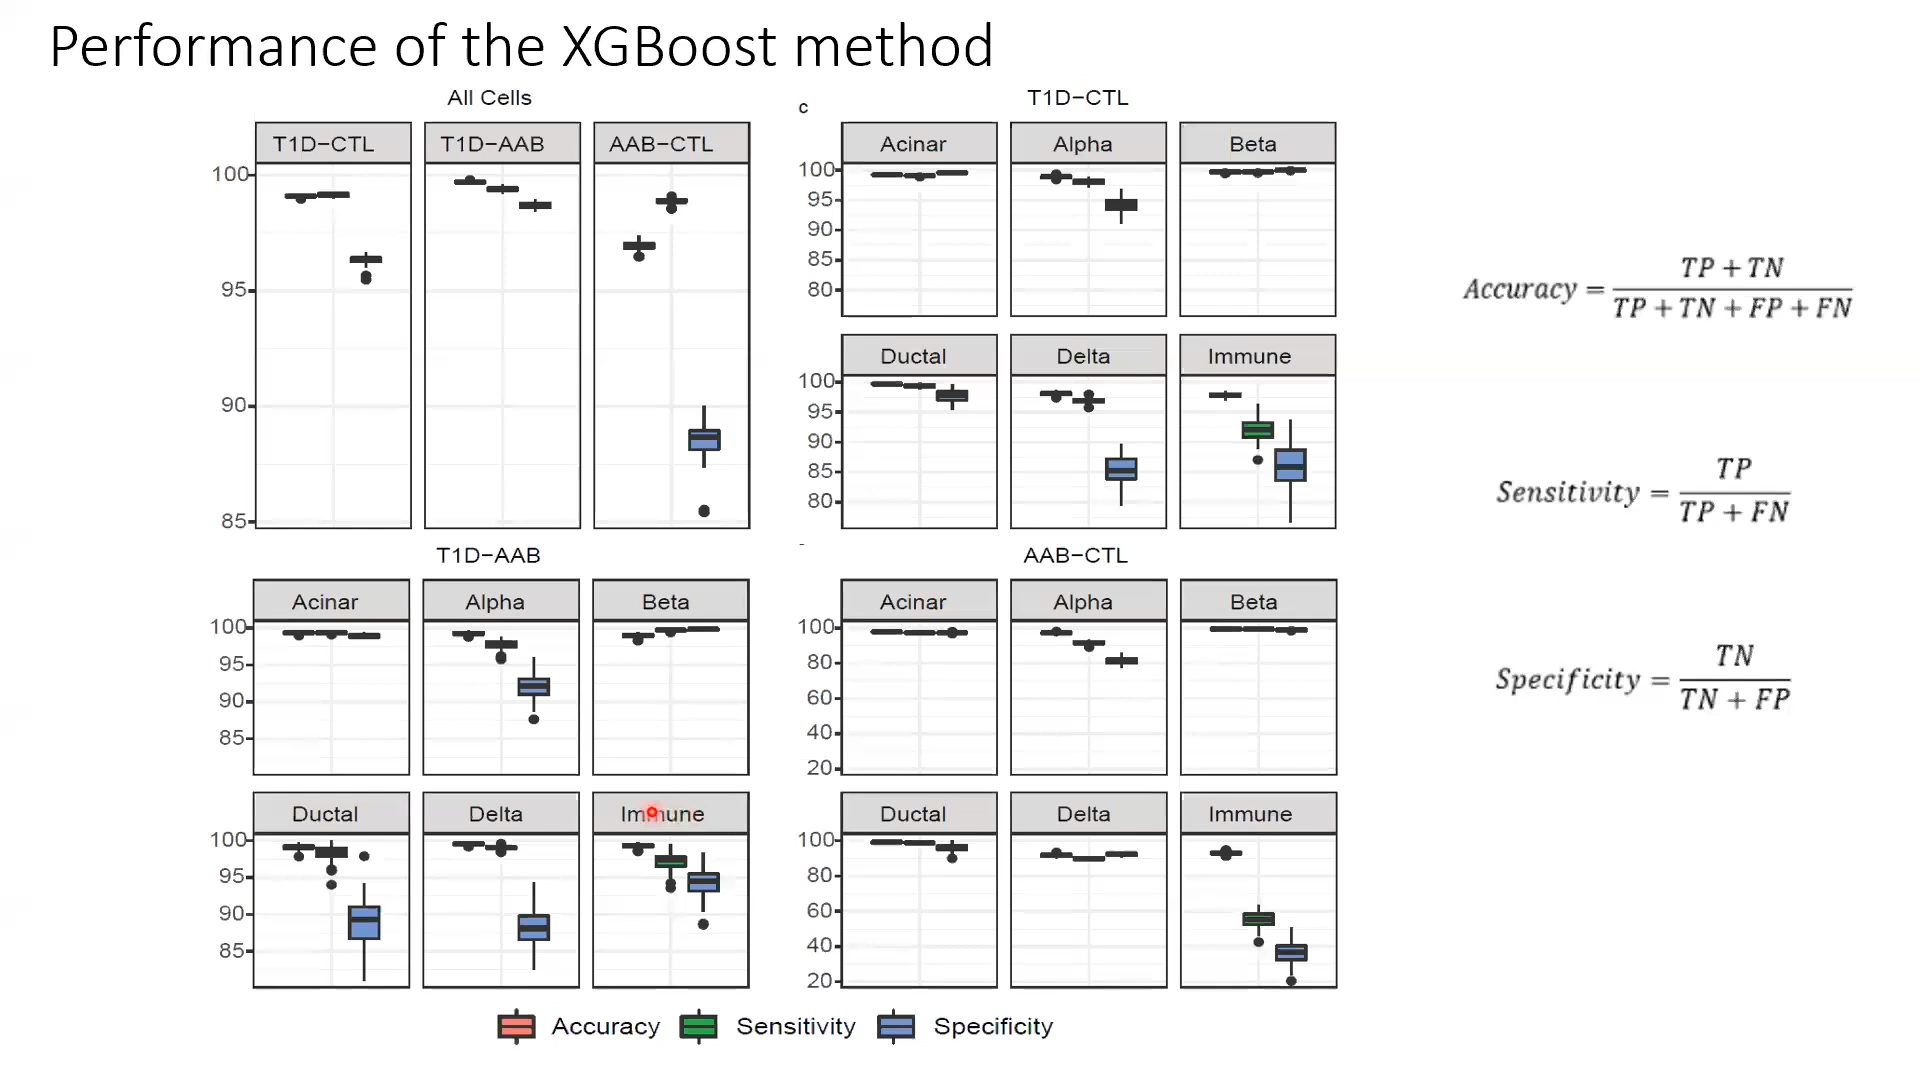 Performance of the XGBoost method
All Cells
T1D−CTL T1D−AAB AAB−CTL
100
95
90
85
c
T1D−CTL
Acinar Alpha Beta
100
95
90
85
80
Ductal Delta Immune
100
95
90
85
80
T1D−AAB
Acinar Alpha Beta
100
95
90
85
Ductal Delta Immune
100
95
90
85
AAB−CTL
Acinar Alpha Beta
100
80
60
40
20
Ductal Delta Immune
100
80
60
40
20
Accuracy Sensitivity Specificity
Accuracy = TP + TN / TP + TN + FP + FN
Sensitivity = TP / TP + FN
Specificity = TN / TN + FP